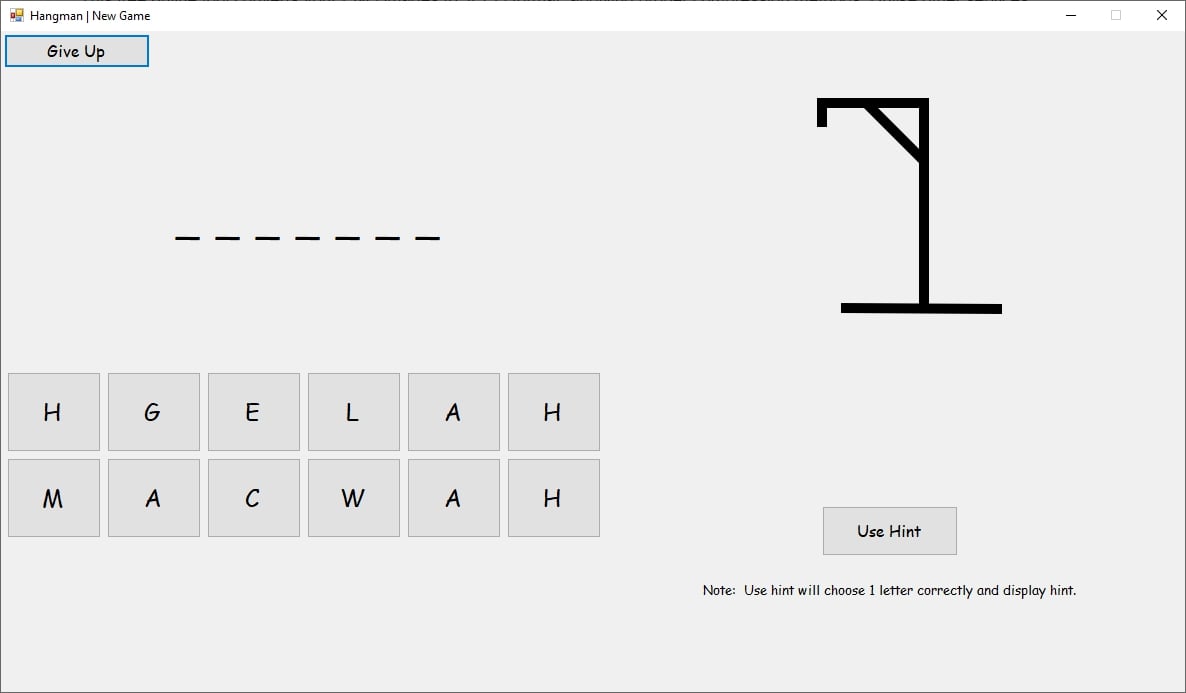 Hangman | New Game
Give Up
_ _ _ _ _ _ _
H G E L A H
M A C W A H
Use Hint
Note: Use hint will choose 1 letter correctly and display hint.